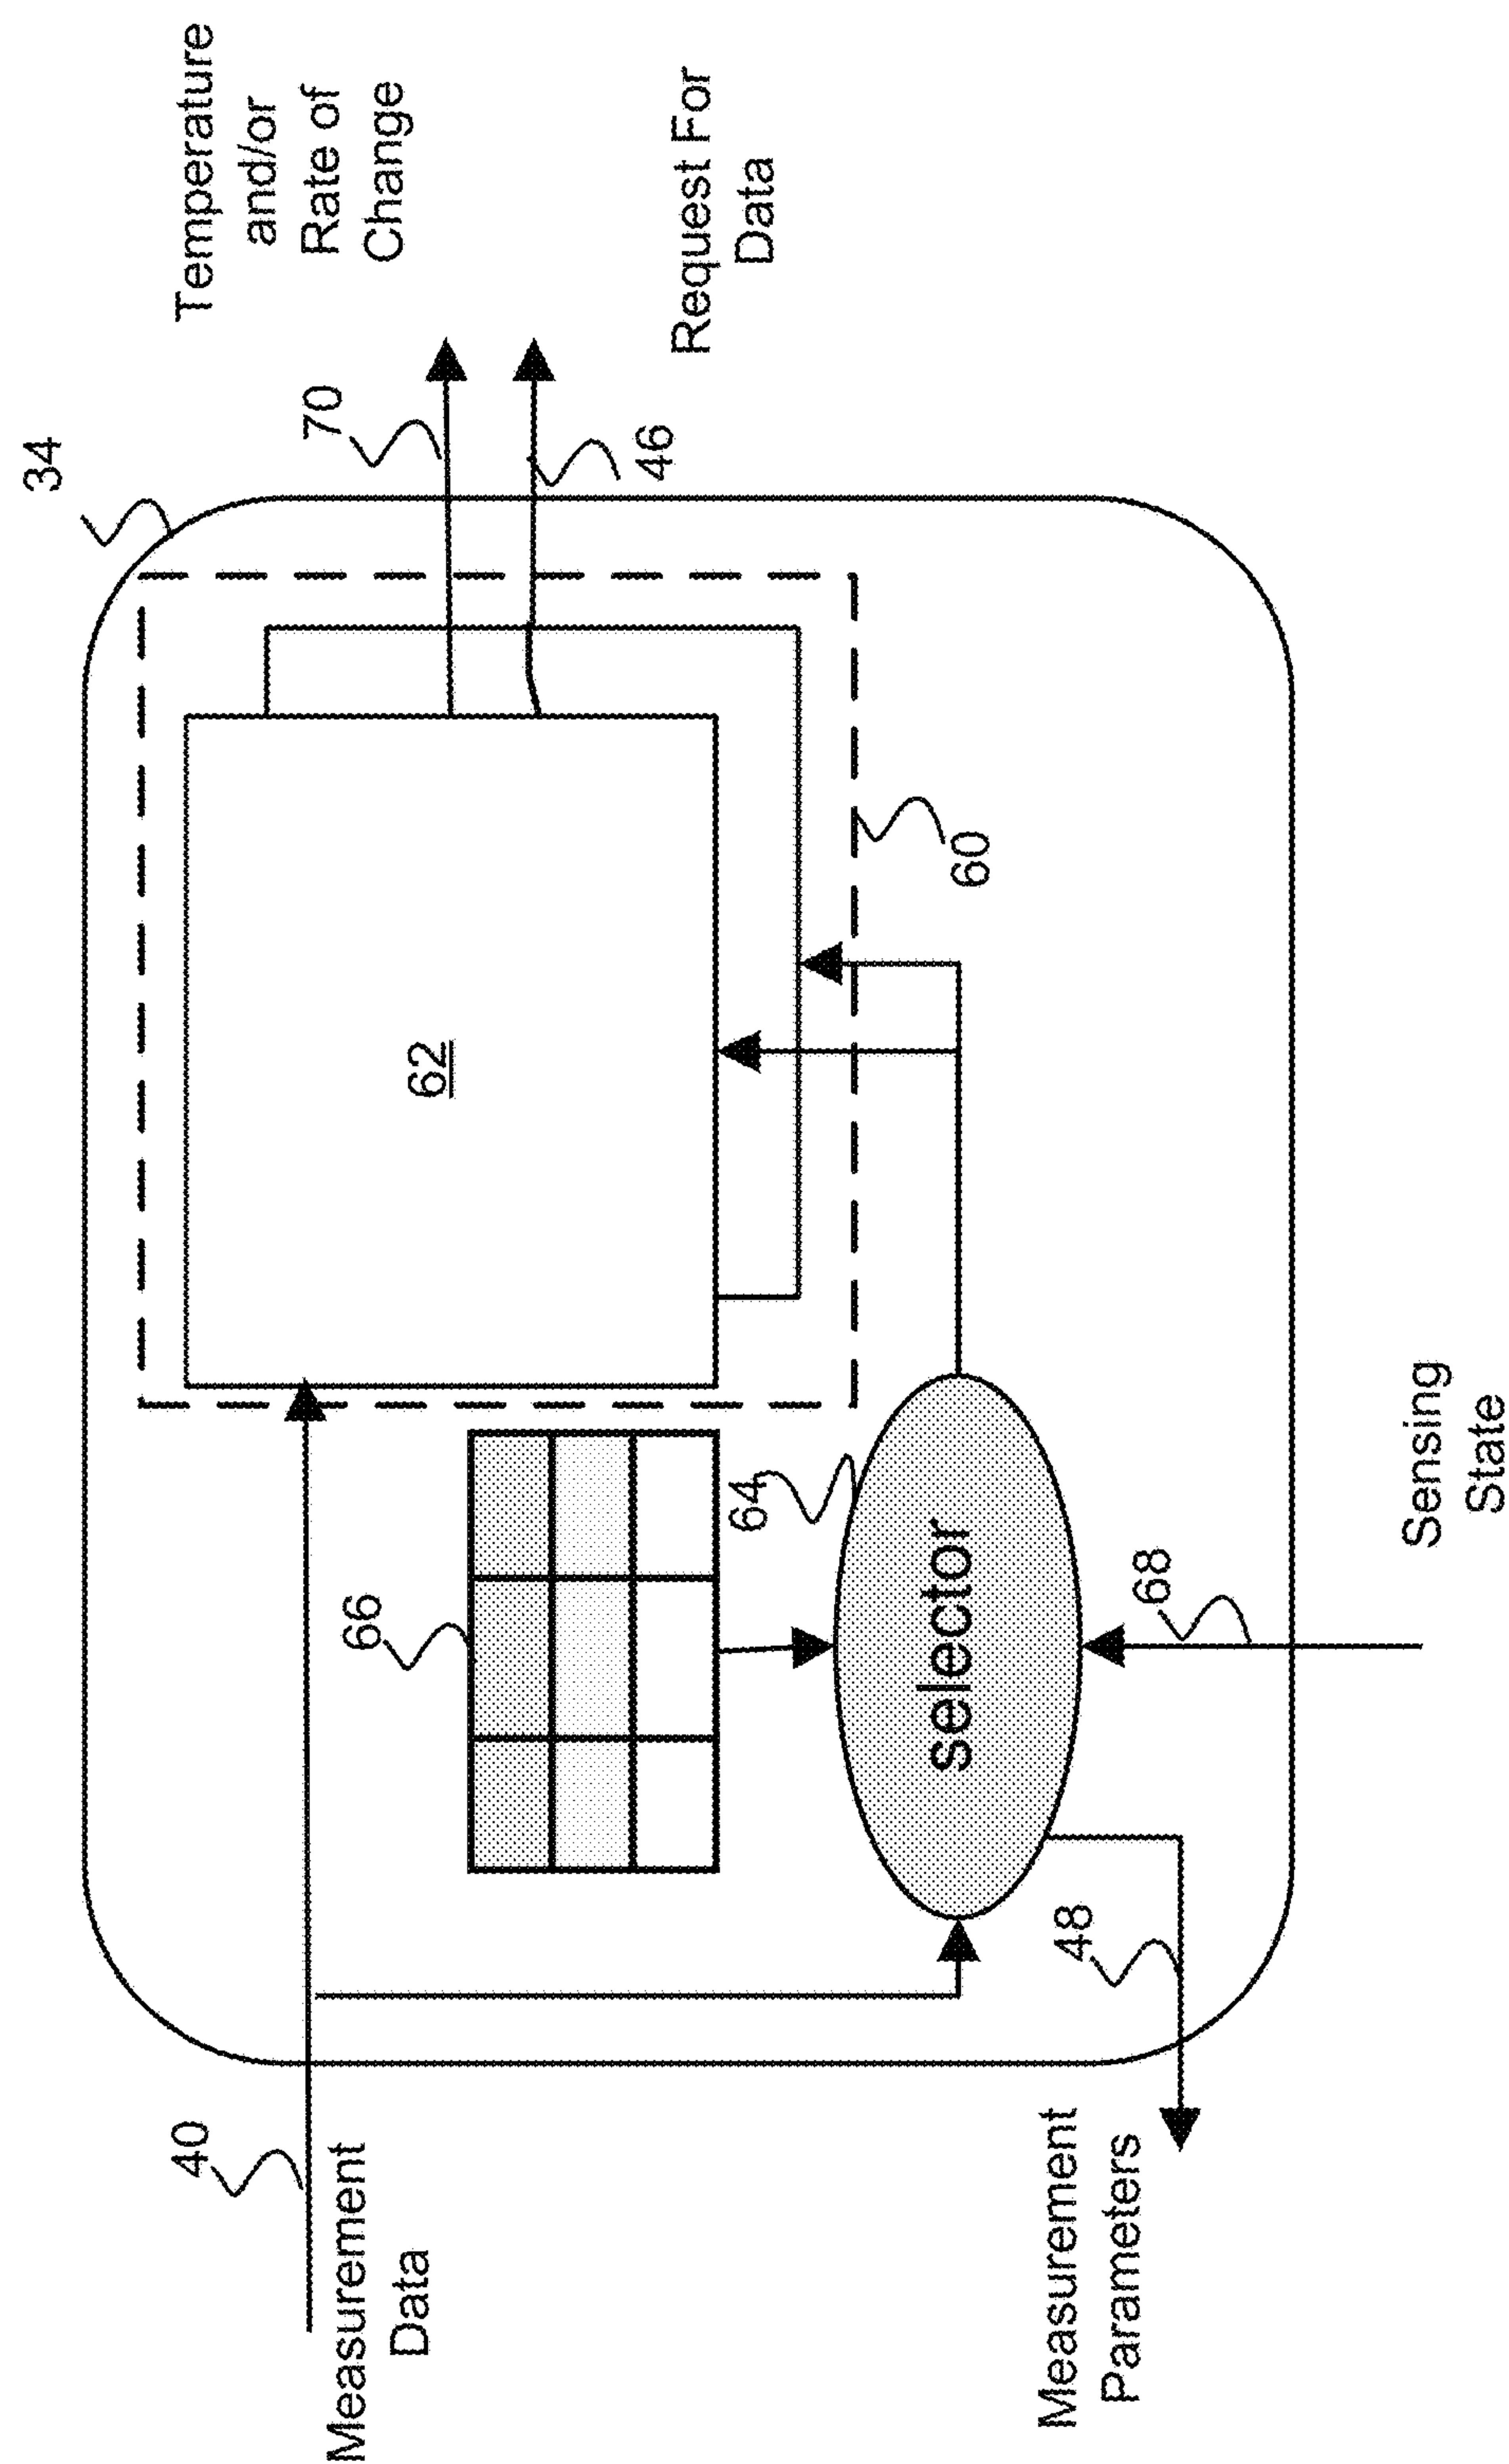 34
70
Temperature
and/or
Rate of
Change
46
Request For
Data
40
Measurement
Data
62
66
60
64
selector
68
48
Measurement
Parameters
Sensing
State